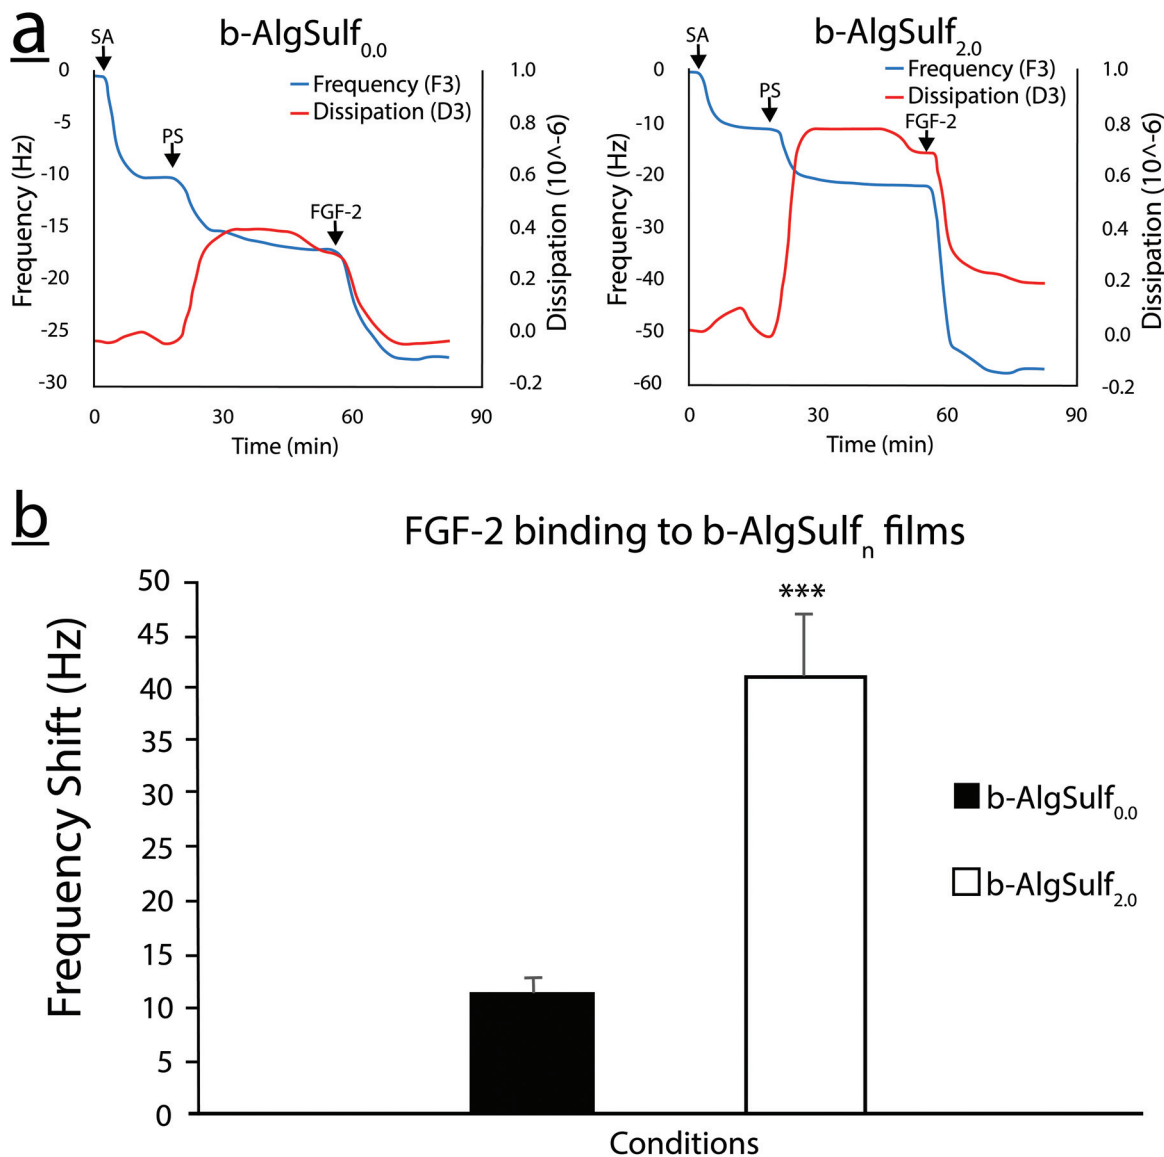 a
b-AlgSulf0.0
SA
PS
FGF-2
Frequency (F3)
Dissipation (D3)
Frequency (Hz)
0
-5
-10
-15
-20
-25
-30
Dissipation (10^-6)
1.0
0.8
0.6
0.4
0.2
0.0
-0.2
0 30 60 90
Time (min)
b-AlgSulf2.0
SA
PS
FGF-2
Frequency (F3)
Dissipation (D3)
Frequency (Hz)
0
-10
-20
-30
-40
-50
-60
Dissipation (10^-6)
1.0
0.8
0.6
0.4
0.2
0.0
-0.2
0 30 60 90
Time (min)
b
FGF-2 binding to b-AlgSulfn films
Frequency Shift (Hz)
50
45
40
35
30
25
20
15
10
5
0
***
b-AlgSulf0.0
b-AlgSulf2.0
Conditions